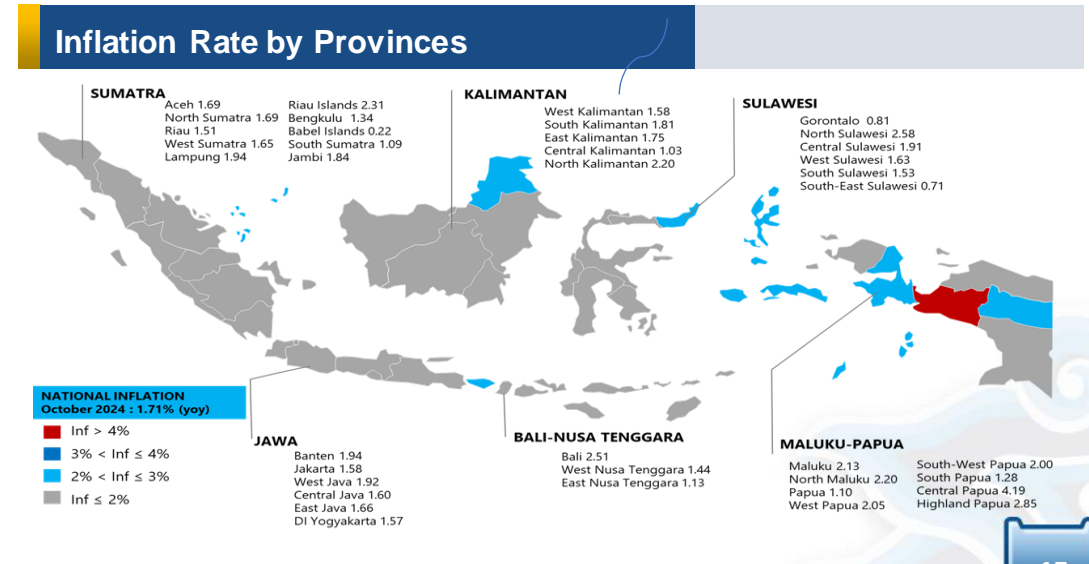 Inflation Rate by Provinces
SUMATRA
Aceh 1.69
North Sumatra 1.69
Riau 1.51
West Sumatra 1.65
Lampung 1.94
Riau Islands 2.31
Bengkulu 1.34
Babel Islands 0.22
South Sumatra 1.09
Jambi 1.84
KALIMANTAN
West Kalimantan 1.58
South Kalimantan 1.81
East Kalimantan 1.75
Central Kalimantan 1.03
North Kalimantan 2.20
SULAWESI
Gorontalo 0.81
North Sulawesi 2.58
Central Sulawesi 1.91
West Sulawesi 1.63
South Sulawesi 1.53
South-East Sulawesi 0.71
NATIONAL INFLATION
October 2024 : 1.71% (yoy)
Inf > 4%
3% < Inf ≤ 4%
2% < Inf ≤ 3%
Inf ≤ 2%
JAWA
Banten 1.94
Jakarta 1.58
West Java 1.92
Central Java 1.60
East Java 1.66
DI Yogyakarta 1.57
BALI-NUSA TENGGARA
Bali 2.51
West Nusa Tenggara 1.44
East Nusa Tenggara 1.13
MALUKU-PAPUA
Maluku 2.13
North Maluku 2.20
Papua 1.10
West Papua 2.05
South-West Papua 2.00
South Papua 1.28
Central Papua 4.19
Highland Papua 2.85